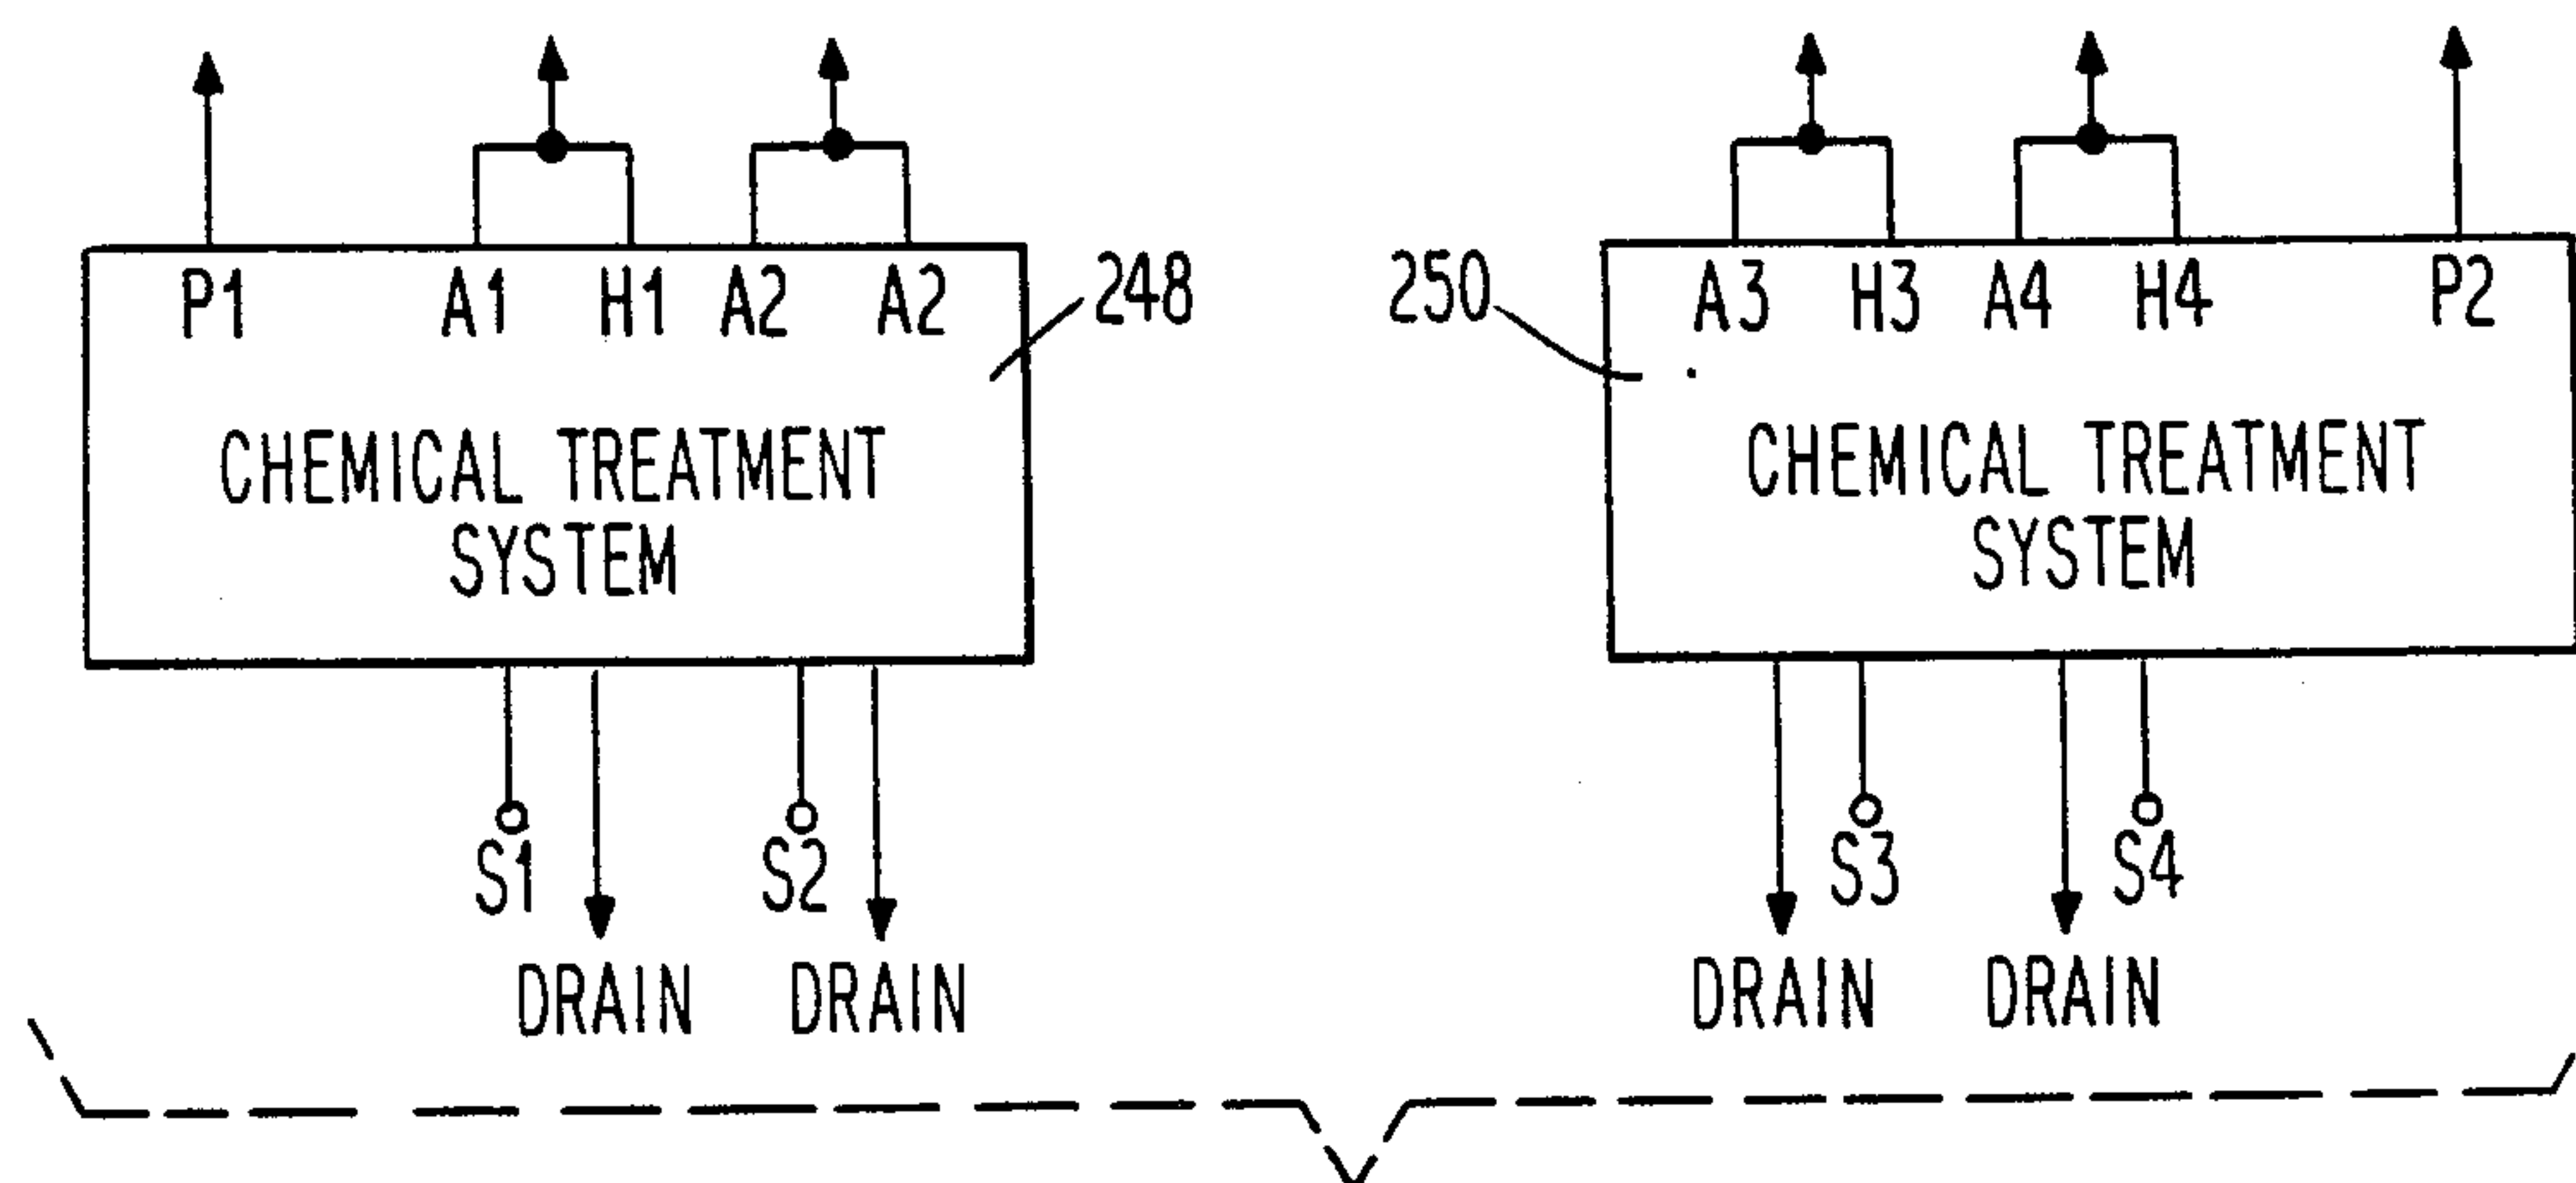 P1 A1 H1 A2 A2
248
CHEMICAL TREATMENT
SYSTEM
S1
S2
DRAIN
DRAIN
250
A3 H3 A4 H4 P2
CHEMICAL TREATMENT
SYSTEM
S3
S4
DRAIN
DRAIN